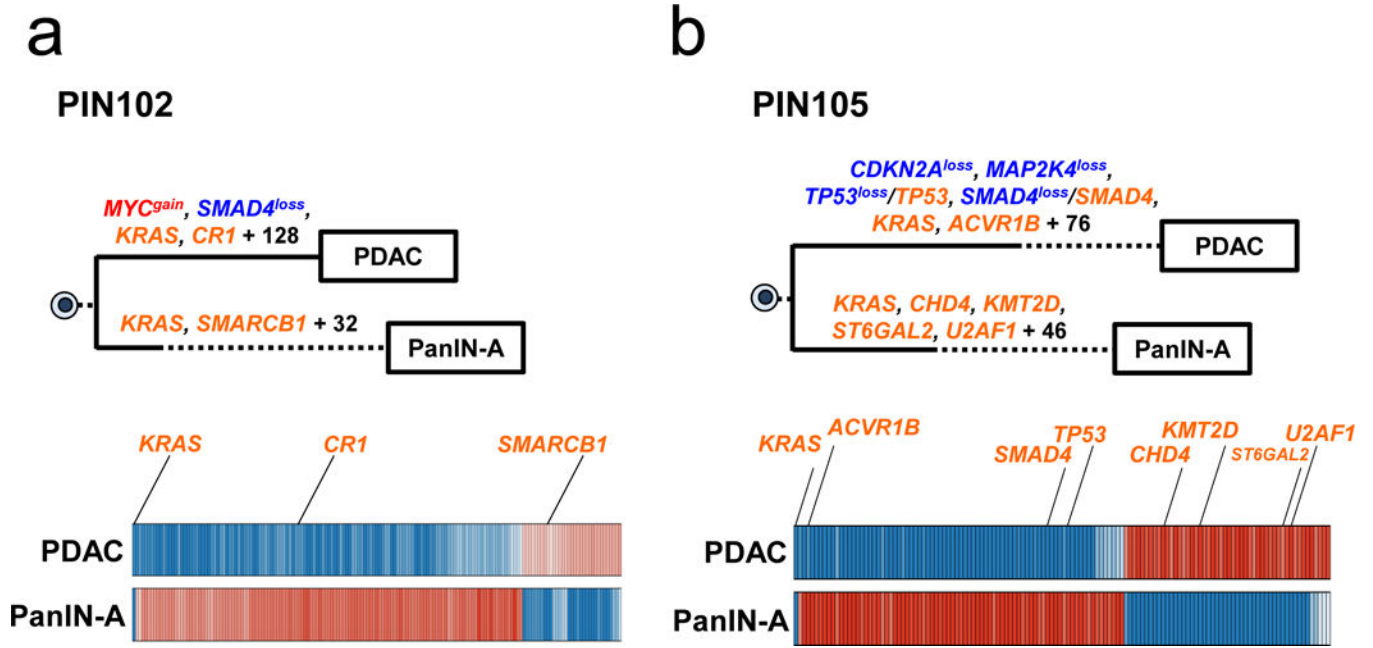 a
PIN102
MYCgain, SMAD4loss,
KRAS, CR1 + 128
PDAC
KRAS, SMARCB1 + 32
PanIN-A
KRAS
CR1
SMARCB1
PDAC
PanIN-A
b
PIN105
CDKN2Aloss, MAP2K4loss,
TP53loss/TP53, SMAD4loss/SMAD4,
KRAS, ACVR1B + 76
PDAC
KRAS, CHD4, KMT2D,
ST6GAL2, U2AF1 + 46
PanIN-A
KRAS
ACVR1B
SMAD4
TP53
CHD4
KMT2D
ST6GAL2
U2AF1
PDAC
PanIN-A